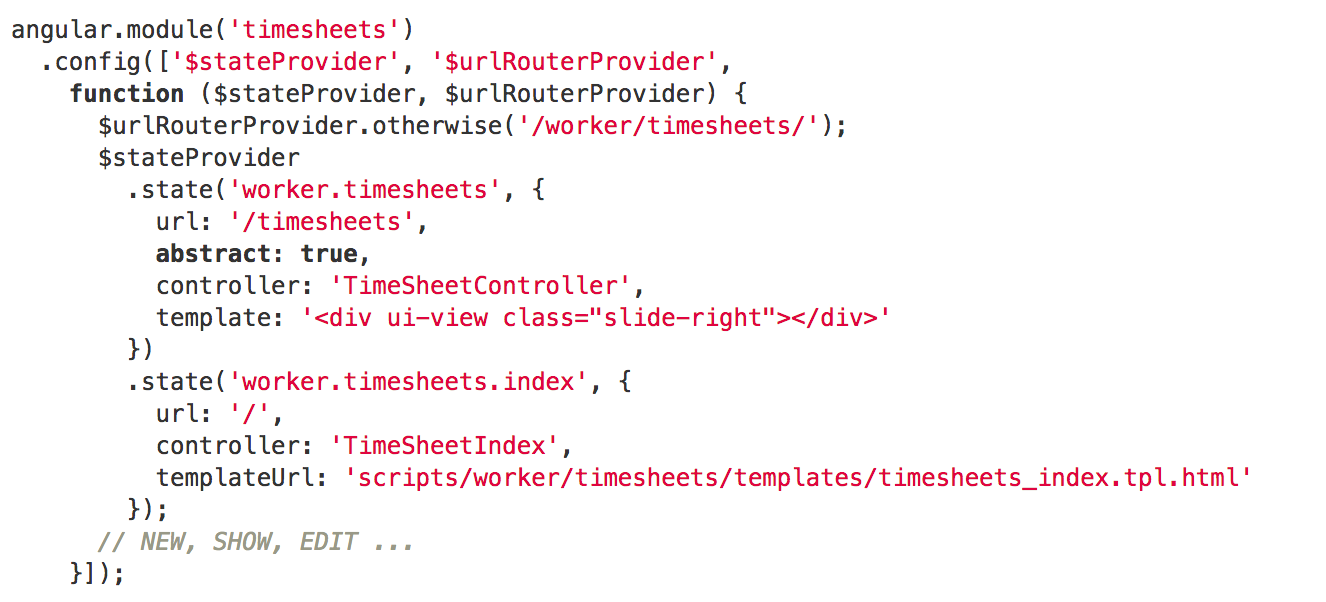 angular.module('timesheets')
  .config(['$stateProvider', '$urlRouterProvider',
    function ($stateProvider, $urlRouterProvider) {
      $urlRouterProvider.otherwise('/worker/timesheets/');
      $stateProvider
        .state('worker.timesheets', {
          url: '/timesheets',
          abstract: true,
          controller: 'TimeSheetController',
          template: '<div ui-view class="slide-right"></div>'
        })
        .state('worker.timesheets.index', {
          url: '/',
          controller: 'TimeSheetIndex',
          templateUrl: 'scripts/worker/timesheets/templates/timesheets_index.tpl.html'
        });
      // NEW, SHOW, EDIT ...
    }]);